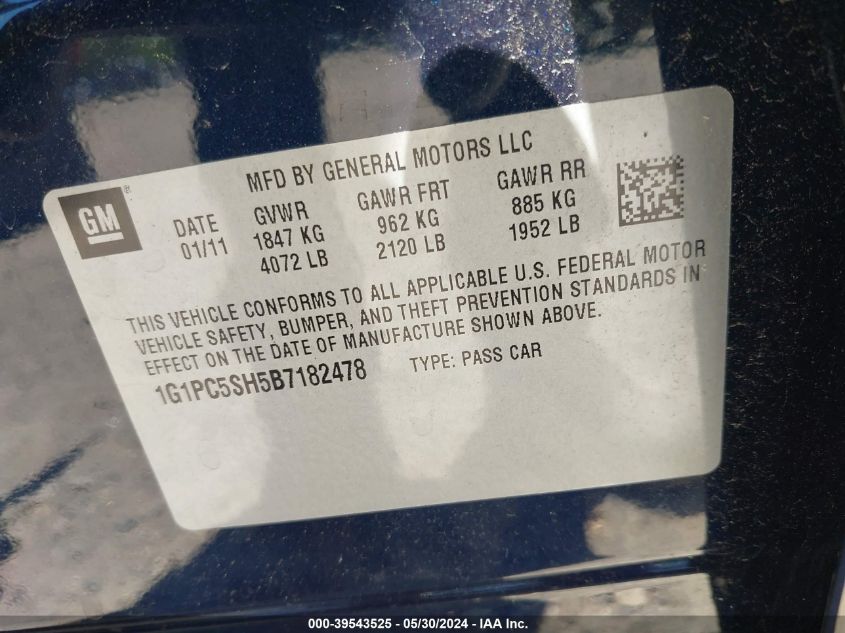 MFD BY GENERAL MOTORS LLC
GM ®
DATE GVWR GAWR FRT GAWR RR
01/11 1847 KG 962 KG 885 KG
4072 LB 2120 LB 1952 LB
THIS VEHICLE CONFORMS TO ALL APPLICABLE U.S. FEDERAL MOTOR
VEHICLE SAFETY, BUMPER, AND THEFT PREVENTION STANDARDS IN
EFFECT ON THE DATE OF MANUFACTURE SHOWN ABOVE.
1G1PC5SH5B7182478 TYPE: PASS CAR
000-39543525 - 05/30/2024 - IAA Inc.